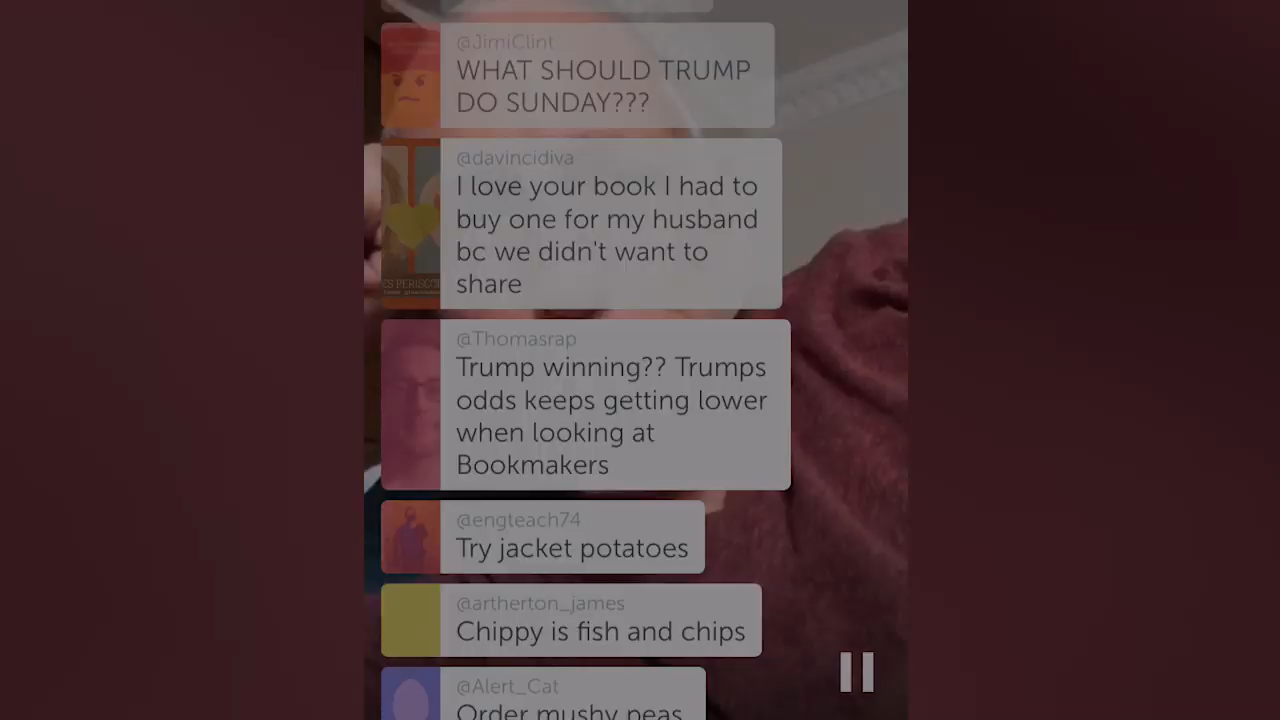 @JimiClint
WHAT SHOULD TRUMP
DO SUNDAY???
@davincidiva
I love your book I had to
buy one for my husband
bc we didn't want to
share
@Thomasrap
Trump winning?? Trumps
odds keeps getting lower
when looking at
Bookmakers
@engteach74
Try jacket potatoes
@artherton_james
Chippy is fish and chips
@Alert_Cat
Order mushy peas